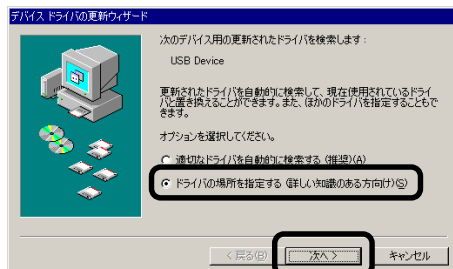 デバイス ドライバの更新ウィザード
次のデバイス用の更新されたドライバを検索します :
USB Device
更新されたドライバを自動的に検索して、現在使用されているドライ
バと置き換えることができます。また、ほかのドライバを指定することもで
きます。
オプションを選択してください。
適切なドライバを自動的に検索する (推奨)(A)
ドライバの場所を指定する (詳しい知識のある方向け)(S)
< 戻る(B)
次へ >
キャンセル